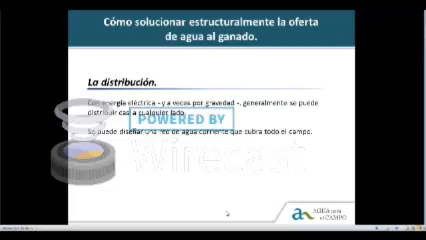 Cómo solucionar estructuralmente la oferta
de agua al ganado.
La distribución.
Con energía eléctrica - y a veces por gravedad -, generalmente se puede
distribuir casi a cualquier lado.
Se puede diseñar una red de agua corriente que cubra todo el campo.
POWERED BY
Wirecast
AGUA para
el CAMPO